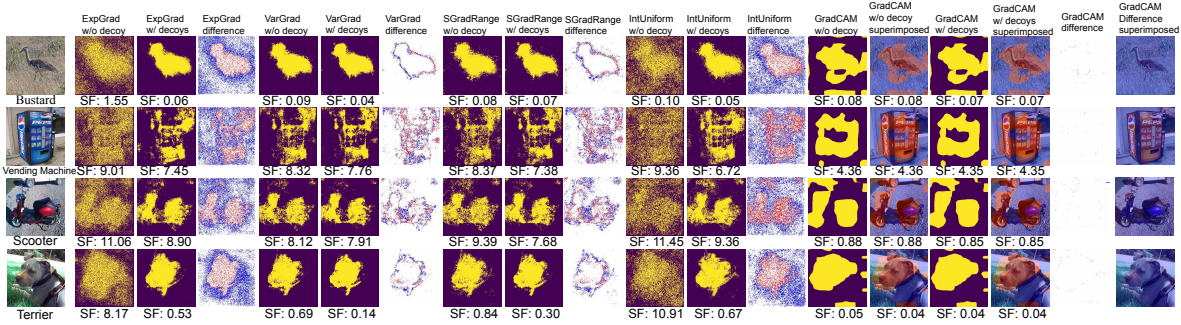 ExpGrad w/o decoy
ExpGrad w/ decoys
ExpGrad difference
VarGrad w/o decoy
VarGrad w/ decoys
VarGrad difference
SGradRange w/o decoy
SGradRange w/ decoys
SGradRange difference
IntUniform w/o decoy
IntUniform w/ decoys
IntUniform difference
GradCAM w/o decoy
GradCAM w/o decoy superimposed
GradCAM w/ decoys
GradCAM w/ decoys superimposed
GradCAM difference
GradCAM Difference superimposed
Bustard
SF: 1.55 SF: 0.06 SF: 0.09 SF: 0.04 SF: 0.08 SF: 0.07 SF: 0.10 SF: 0.05 SF: 0.08 SF: 0.08 SF: 0.07 SF: 0.07
PEPSI
Vending Machine
SF: 9.01 SF: 7.45 SF: 8.32 SF: 7.76 SF: 8.37 SF: 7.38 SF: 9.36 SF: 6.72 SF: 4.36 SF: 4.36 SF: 4.35 SF: 4.35
Scooter
SF: 11.06 SF: 8.90 SF: 8.12 SF: 7.91 SF: 9.39 SF: 7.68 SF: 11.45 SF: 9.36 SF: 0.88 SF: 0.88 SF: 0.85 SF: 0.85
Terrier
SF: 8.17 SF: 0.53 SF: 0.69 SF: 0.14 SF: 0.84 SF: 0.30 SF: 10.91 SF: 0.67 SF: 0.05 SF: 0.04 SF: 0.04 SF: 0.04